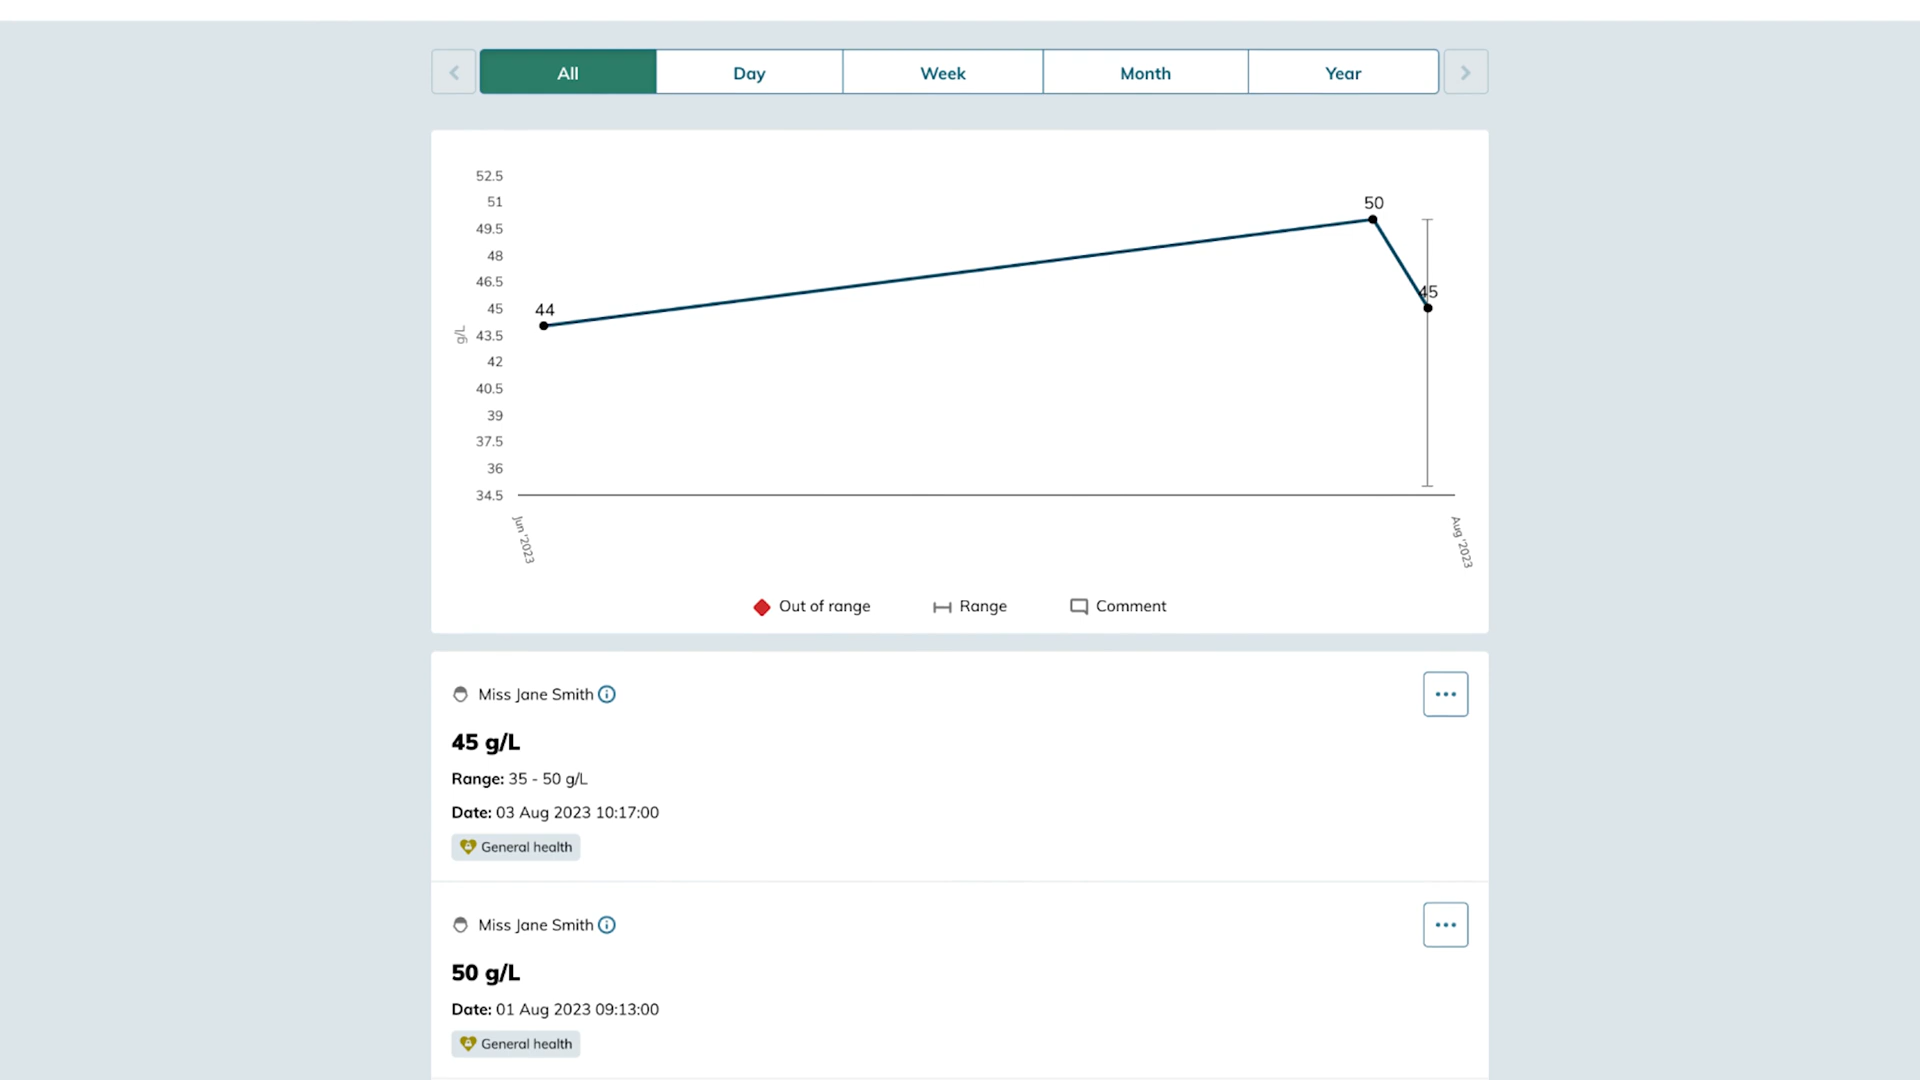 All Day Week Month Year
52.5
51
50
49.5
48
46.5
45
45
44
g/L
43.5
42
40.5
39
37.5
36
34.5
Jun '2023 Aug '2023
Out of range Range Comment
Miss Jane Smith
45 g/L
Range: 35 - 50 g/L
Date: 03 Aug 2023 10:17:00
General health
Miss Jane Smith
50 g/L
Date: 01 Aug 2023 09:13:00
General health